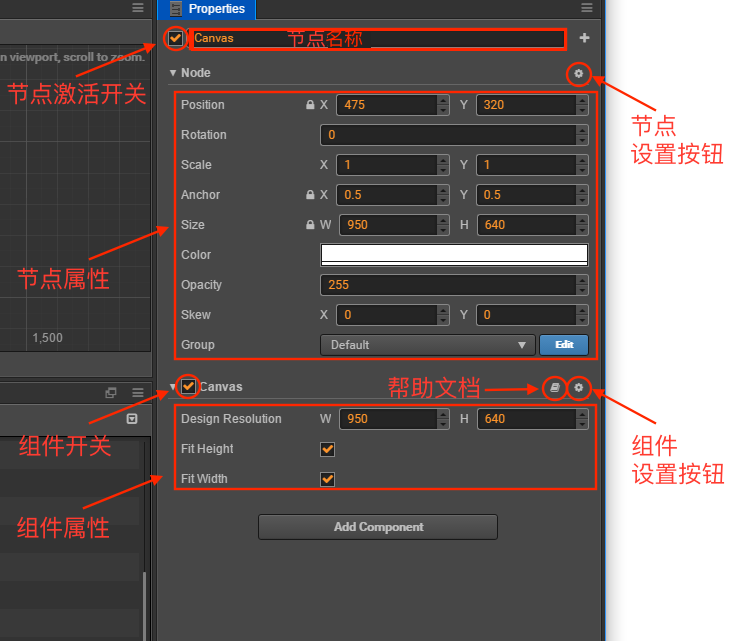 Properties
Canvas 节点名称
n viewport, scroll to zoom.
节点激活开关
Node
节点
设置按钮
Position X 475 Y 320
Rotation 0
Scale X 1 Y 1
Anchor X 0.5 Y 0.5
Size W 950 H 640
节点属性
Color
Opacity 255
Skew X 0 Y 0
1,500
Group Default Edit
Canvas 帮助文档
组件开关
组件
设置按钮
Design Resolution W 950 H 640
Fit Height
Fit Width
组件属性
Add Component